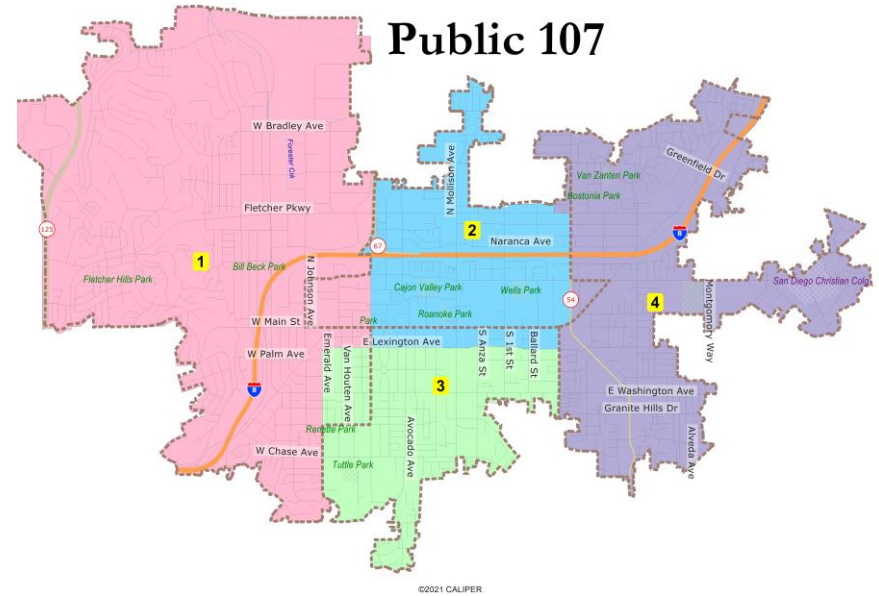 Public 107
W Bradley Ave
Forester Crk
N Mollison Ave
Van Zanten Park
Greenfield Dr
Bostonia Park
Fletcher Pkwy
125
67
2
Naranca Ave
8
1
Bill Beck Park
Fletcher Hills Park
N Johnson Ave
Cajon Valley Park
Wells Park
54
4
Montgomory Way
San Diego Christian Colg
Roanoke Park
Park
W Main St
E Lexington Ave
S Anza St
S 1st St
Ballard St
W Palm Ave
Emerald Ave
Van Houten Ave
8
3
E Washington Ave
Granite Hills Dr
Avocado Ave
Alveda Ave
Renette Park
W Chase Ave
Tuttle Park
©2021 CALIPER